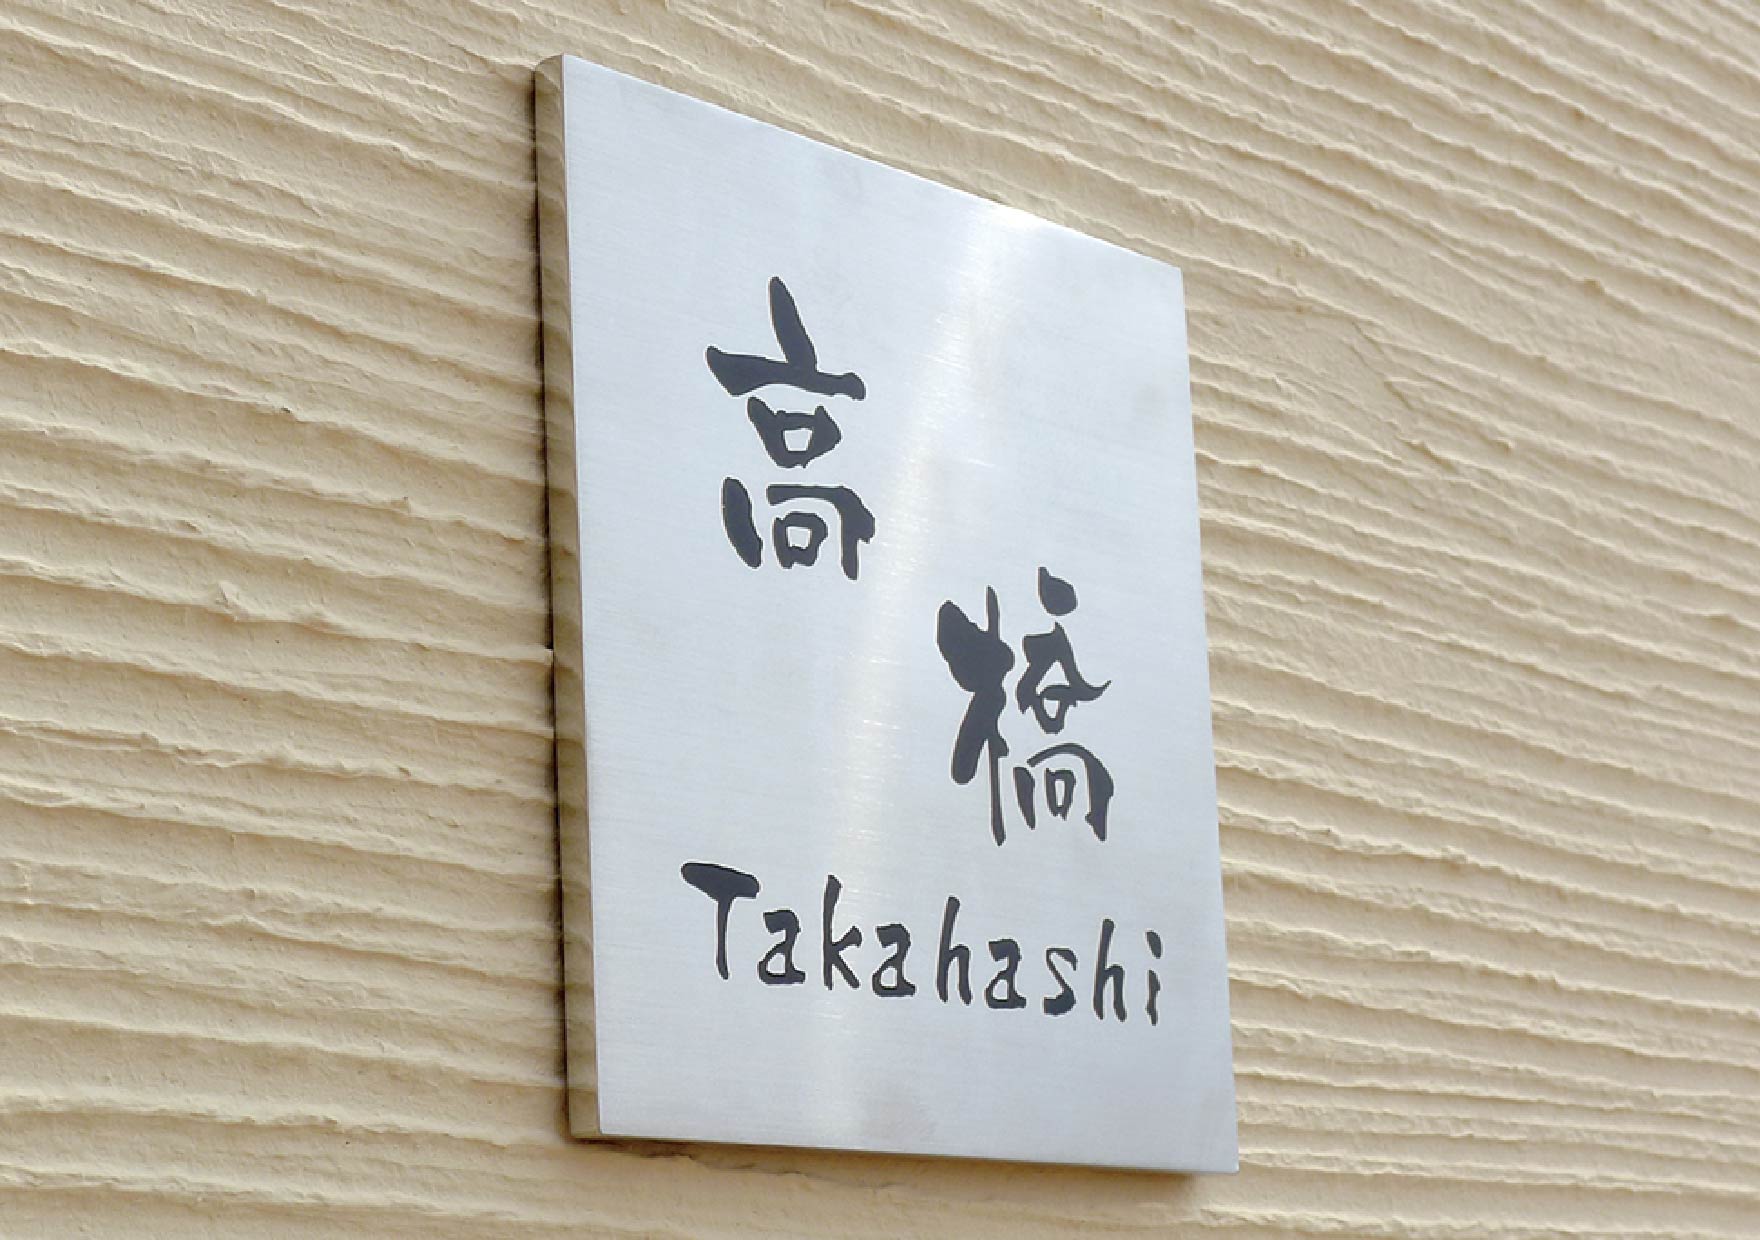 高
橋
Takahashi